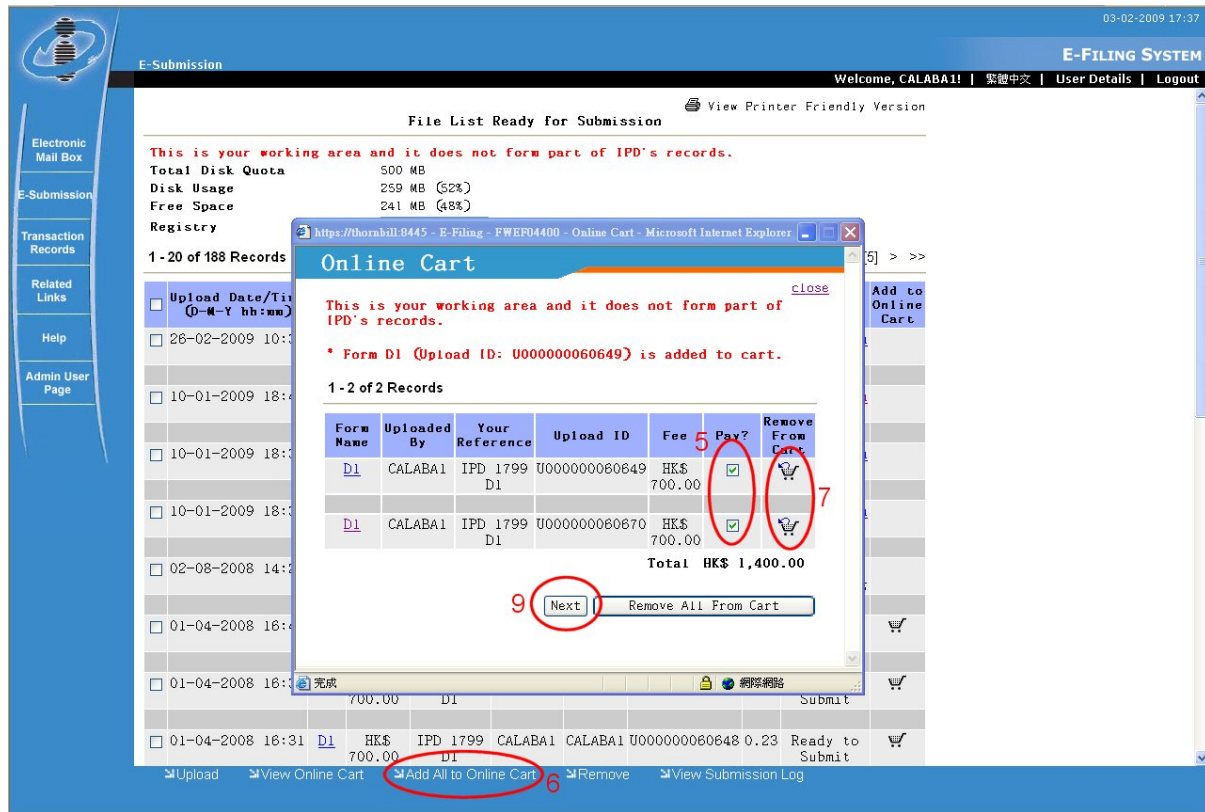 03-02-2009 17:37
E-FILING SYSTEM
E-Submission
Welcome, CALABA1! | 繁體中文 | User Details | Logout
View Printer Friendly Version
File List Ready for Submission
This is your working area and it does not form part of IPD's records.
Total Disk Quota 500 MB
Disk Usage 259 MB (52%)
Free Space 241 MB (48%)
Registry
1 - 20 of 188 Records
5] > >>
Electronic Mail Box
E-Submission
Transaction Records
Related Links
Help
Admin User Page
Upload Date/Ti
(D-M-Y hh:mm)
Add to Online Cart
26-02-2009 10:
10-01-2009 18:
10-01-2009 18:
10-01-2009 18:
02-08-2008 14:
01-04-2008 16:
01-04-2008 16:
700.00 D1 Submit
01-04-2008 16:31 D1 HK$ IPD 1799 CALABA1 CALABA1 U000000060648 0.23 Ready to
700.00 D1 Submit
https://thornbill:8445 - E-Filing - FWEF04400 - Online Cart - Microsoft Internet Explorer
Online Cart
close
This is your working area and it does not form part of
IPD's records.
* Form D1 (Upload ID: U000000060649) is added to cart.
1 - 2 of 2 Records
Form Name Uploaded By Your Reference Upload ID Fee Pay? Remove From Cart
5
D1 CALABA1 IPD 1799 U000000060649 HK$
D1 700.00
7
D1 CALABA1 IPD 1799 U000000060670 HK$
D1 700.00
Total HK$ 1,400.00
9 Next Remove All From Cart
完成 網際網路
Upload View Online Cart Add All to Online Cart 6 Remove View Submission Log